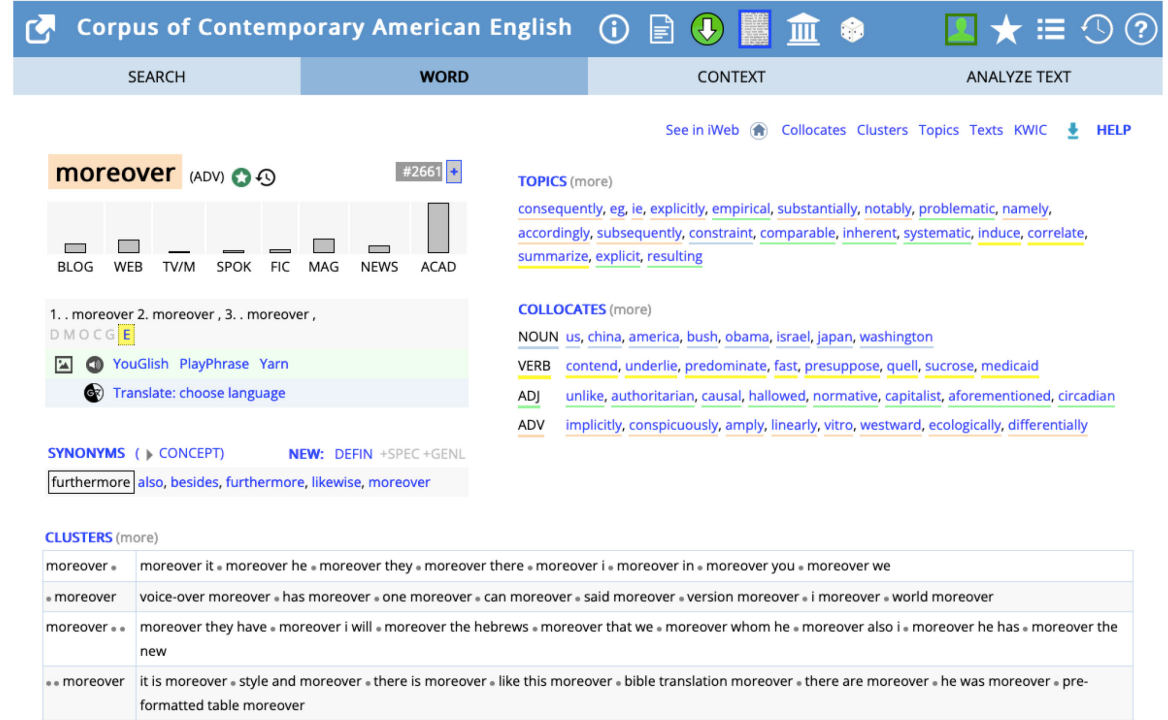 Corpus of Contemporary American English
SEARCH WORD CONTEXT ANALYZE TEXT
See in iWeb Collocates Clusters Topics Texts KWIC HELP
moreover (ADV) #2661 +
BLOG WEB TV/M SPOK FIC MAG NEWS ACAD
1. . moreover 2. moreover , 3. . moreover ,
D M O C G E
YouGlish PlayPhrase Yarn
Translate: choose language
SYNONYMS ( ▶ CONCEPT) NEW: DEFIN +SPEC +GENL
furthermore also, besides, furthermore, likewise, moreover
TOPICS (more)
consequently, eg, ie, explicitly, empirical, substantially, notably, problematic, namely,
accordingly, subsequently, constraint, comparable, inherent, systematic, induce, correlate,
summarize, explicit, resulting
COLLOCATES (more)
NOUN us, china, america, bush, obama, israel, japan, washington
VERB contend, underlie, predominate, fast, presuppose, quell, sucrose, medicaid
ADJ unlike, authoritarian, causal, hallowed, normative, capitalist, aforementioned, circadian
ADV implicitly, conspicuously, amply, linearly, vitro, westward, ecologically, differentially
CLUSTERS (more)
moreover • moreover it • moreover he • moreover they • moreover there • moreover i • moreover in • moreover you • moreover we
• moreover voice-over moreover • has moreover • one moreover • can moreover • said moreover • version moreover • i moreover • world moreover
moreover • • moreover they have • moreover i will • moreover the hebrews • moreover that we • moreover whom he • moreover also i • moreover he has • moreover the
new
• • moreover it is moreover • style and moreover • there is moreover • like this moreover • bible translation moreover • there are moreover • he was moreover • pre-
formatted table moreover